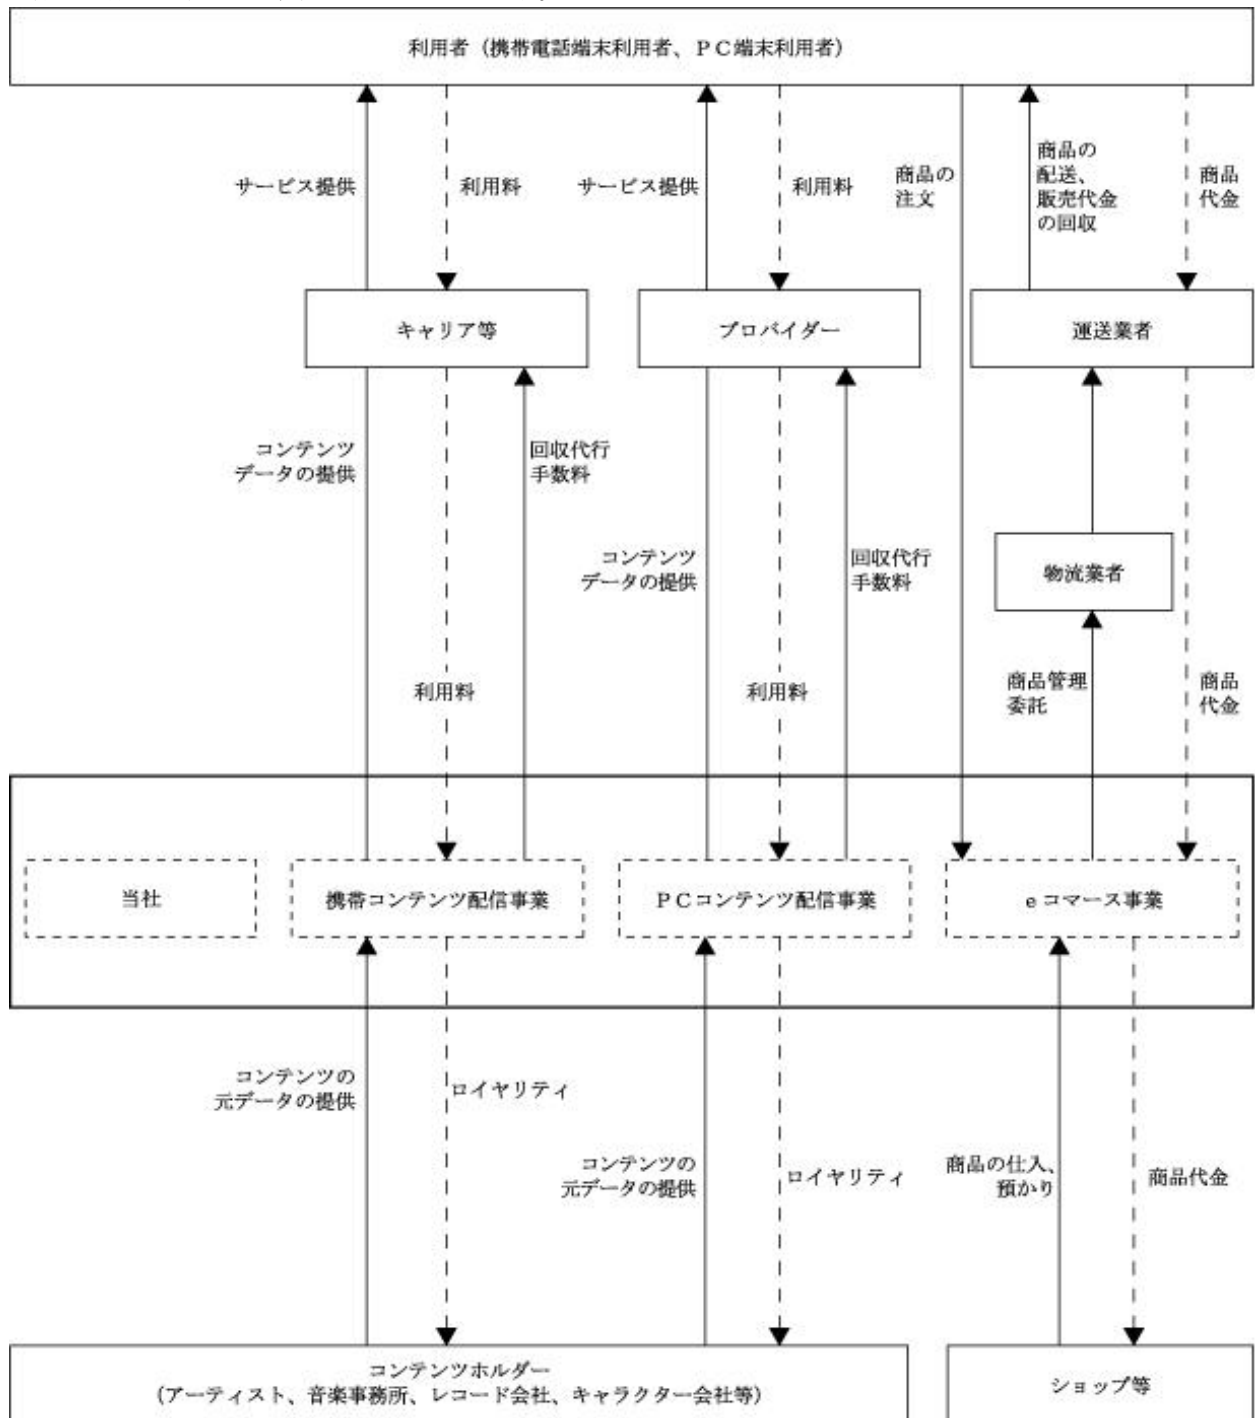 利用者（携帯電話端末利用者、ＰＣ端末利用者）
サービス提供
利用料
サービス提供
利用料
商品の
注文
商品の
配送、
販売代金
の回収
商品
代金
キャリア等
プロバイダー
運送業者
コンテンツ
データの提供
回収代行
手数料
コンテンツ
データの提供
回収代行
手数料
物流業者
利用料
利用料
商品管理
委託
商品
代金
当社
携帯コンテンツ配信事業
ＰＣコンテンツ配信事業
ｅコマース事業
コンテンツの
元データの提供
ロイヤリティ
コンテンツの
元データの提供
ロイヤリティ
商品の仕入、
預かり
商品代金
コンテンツホルダー
（アーティスト、音楽事務所、レコード会社、キャラクター会社等）
ショップ等